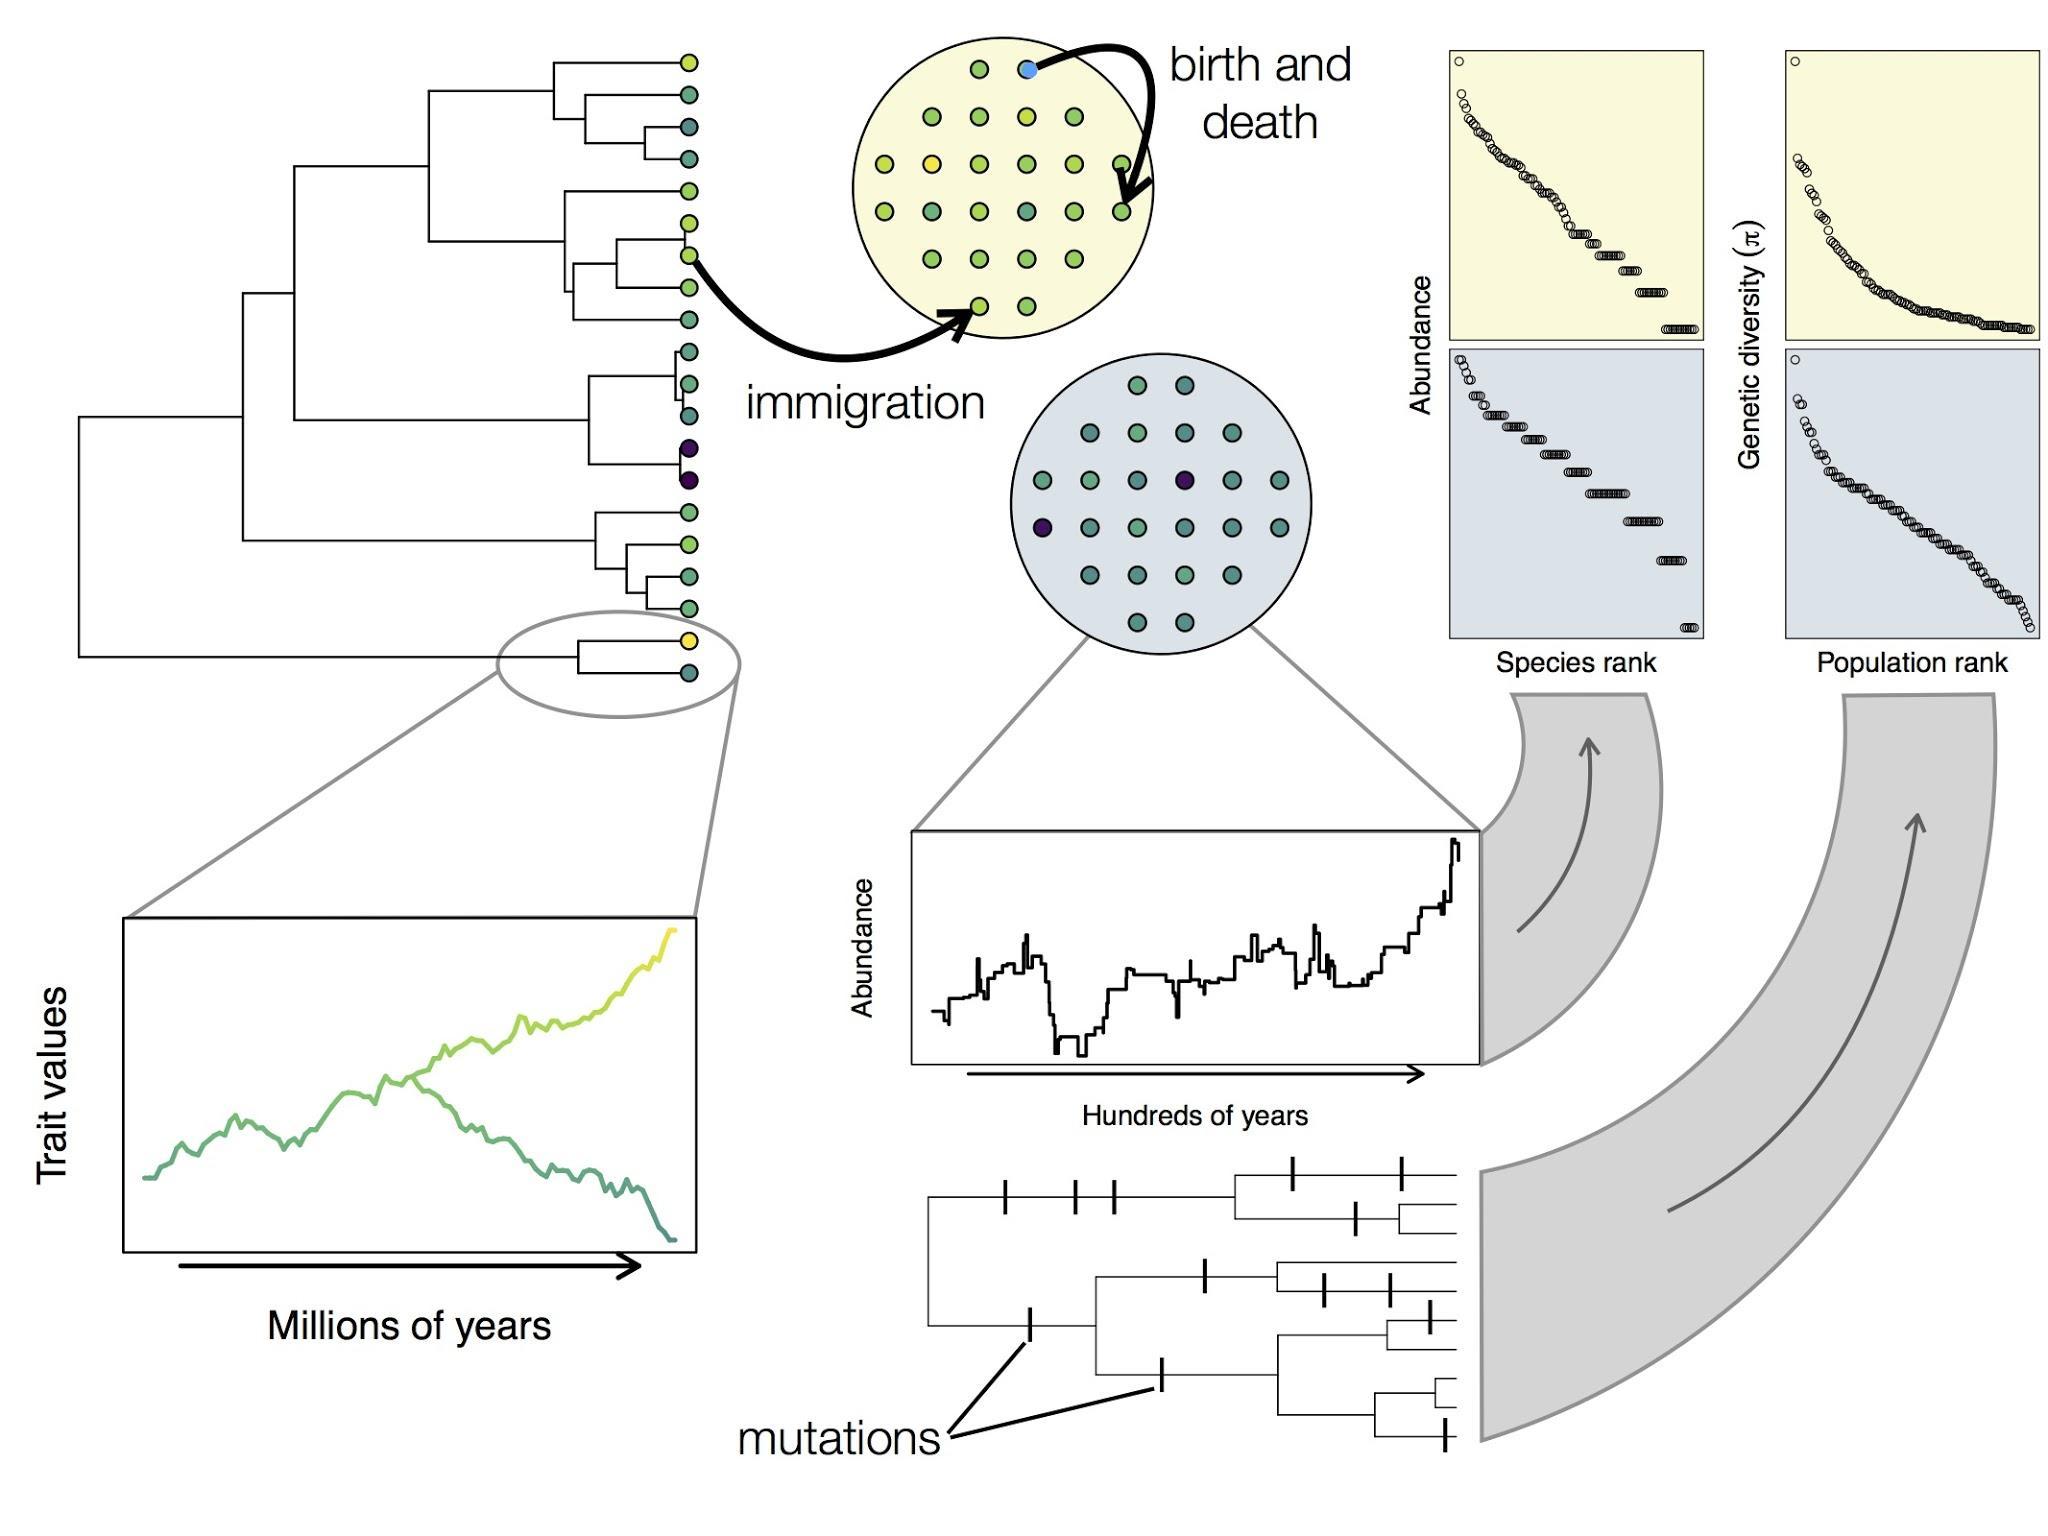 birth and
death
immigration
Abundance
Genetic diversity (π)
Species rank
Population rank
Trait values
Millions of years
Abundance
Hundreds of years
mutations